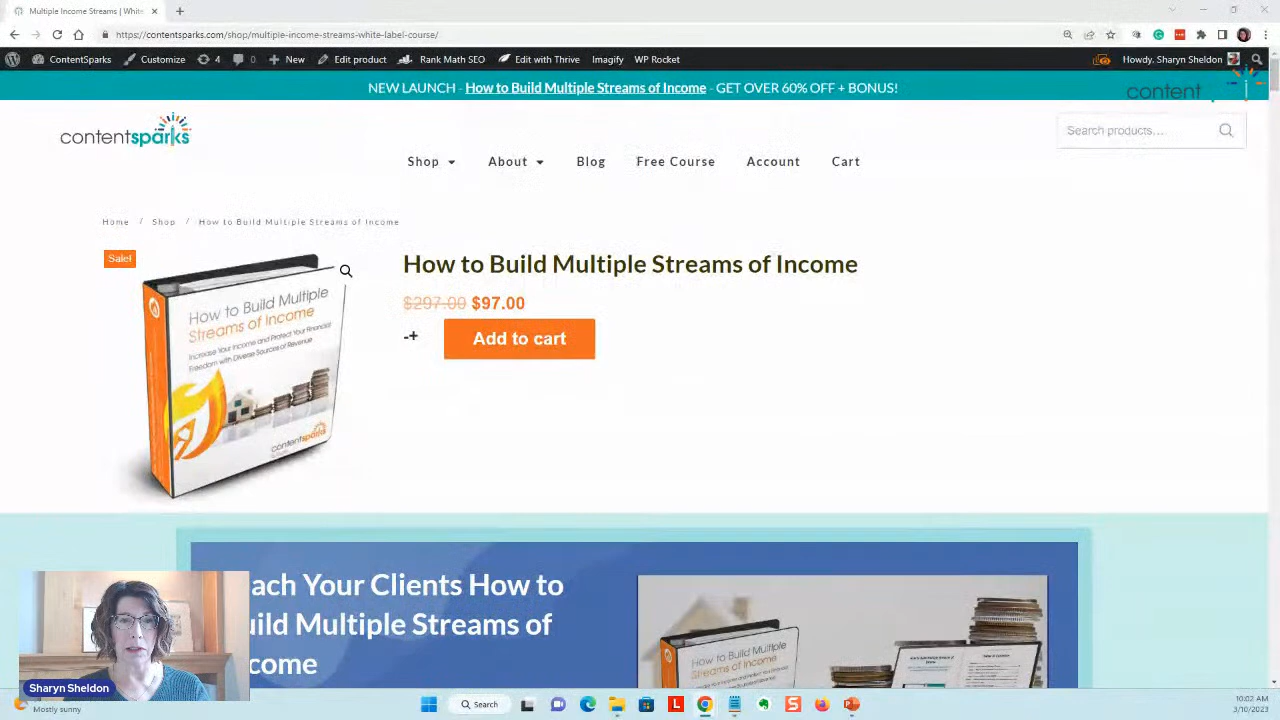 Multiple Income Streams | Whit
https://contentsparks.com/shop/multiple-income-streams-white-label-course/
ContentSparks Customize 4 0 New Edit product Rank Math SEO Edit with Thrive Imagify WP Rocket Howdy, Sharyn Sheldon
NEW LAUNCH - How to Build Multiple Streams of Income - GET OVER 60% OFF + BONUS!
content
contentsparks
Search products…
Shop About Blog Free Course Account Cart
Home / Shop / How to Build Multiple Streams of Income
Sale!
How to Build Multiple Streams of Income
$297.00 $97.00
-+ Add to cart
How to Build Multiple
Streams of Income
Increase Your Income and Protect Your Financial
Freedom with Diverse Sources of Revenue
contentsparks
ach Your Clients How to
uild Multiple Streams of
come
How to Build Multiple
Streams of Income
Sharyn Sheldon
Mostly sunny
Search
10:02 AM
3/10/2023